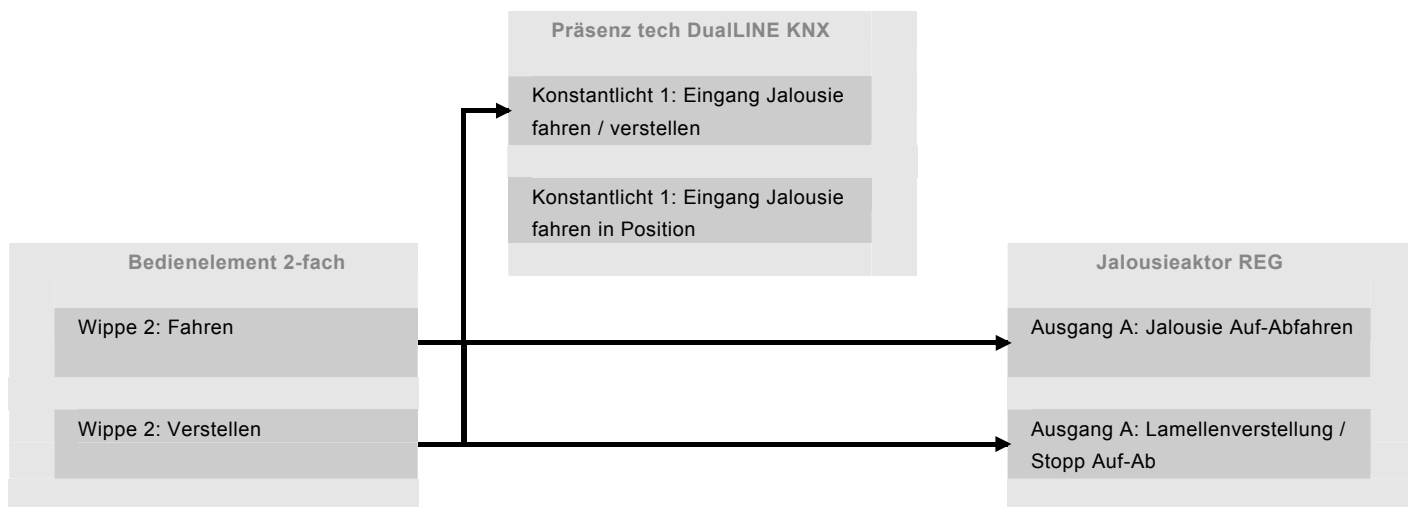 Präsenz tech DualLINE KNX
Konstantlicht 1: Eingang Jalousie
fahren / verstellen
Konstantlicht 1: Eingang Jalousie
fahren in Position
Bedienelement 2-fach
Wippe 2: Fahren
Wippe 2: Verstellen
Jalousieaktor REG
Ausgang A: Jalousie Auf-Abfahren
Ausgang A: Lamellenverstellung /
Stopp Auf-Ab